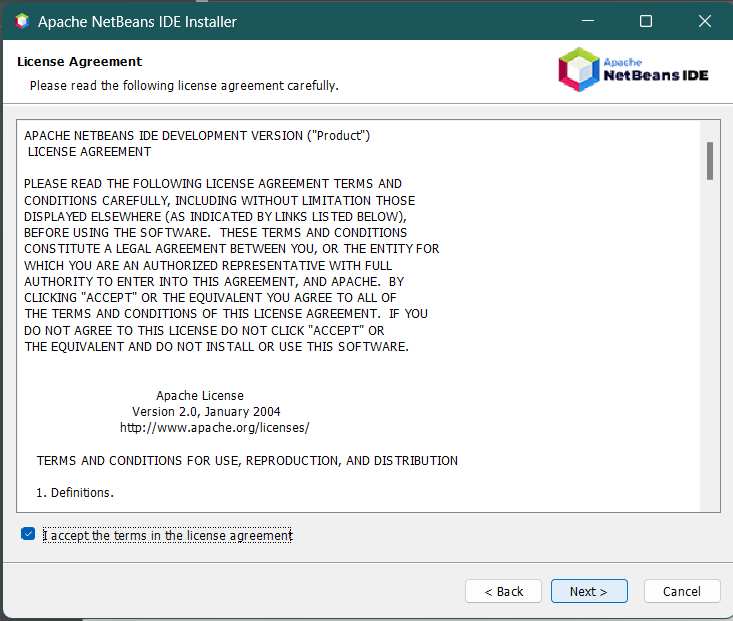 Apache NetBeans IDE Installer
License Agreement
Please read the following license agreement carefully.
Apache
NetBeans IDE
APACHE NETBEANS IDE DEVELOPMENT VERSION ("Product")
LICENSE AGREEMENT
PLEASE READ THE FOLLOWING LICENSE AGREEMENT TERMS AND
CONDITIONS CAREFULLY, INCLUDING WITHOUT LIMITATION THOSE
DISPLAYED ELSEWHERE (AS INDICATED BY LINKS LISTED BELOW),
BEFORE USING THE SOFTWARE.  THESE TERMS AND CONDITIONS
CONSTITUTE A LEGAL AGREEMENT BETWEEN YOU, OR THE ENTITY FOR
WHICH YOU ARE AN AUTHORIZED REPRESENTATIVE WITH FULL
AUTHORITY TO ENTER INTO THIS AGREEMENT, AND APACHE.  BY
CLICKING "ACCEPT" OR THE EQUIVALENT YOU AGREE TO ALL OF
THE TERMS AND CONDITIONS OF THIS LICENSE AGREEMENT.  IF YOU
DO NOT AGREE TO THIS LICENSE DO NOT CLICK "ACCEPT" OR
THE EQUIVALENT AND DO NOT INSTALL OR USE THIS SOFTWARE.
Apache License
Version 2.0, January 2004
http://www.apache.org/licenses/
TERMS AND CONDITIONS FOR USE, REPRODUCTION, AND DISTRIBUTION
1. Definitions.
I accept the terms in the license agreement
< Back
Next >
Cancel